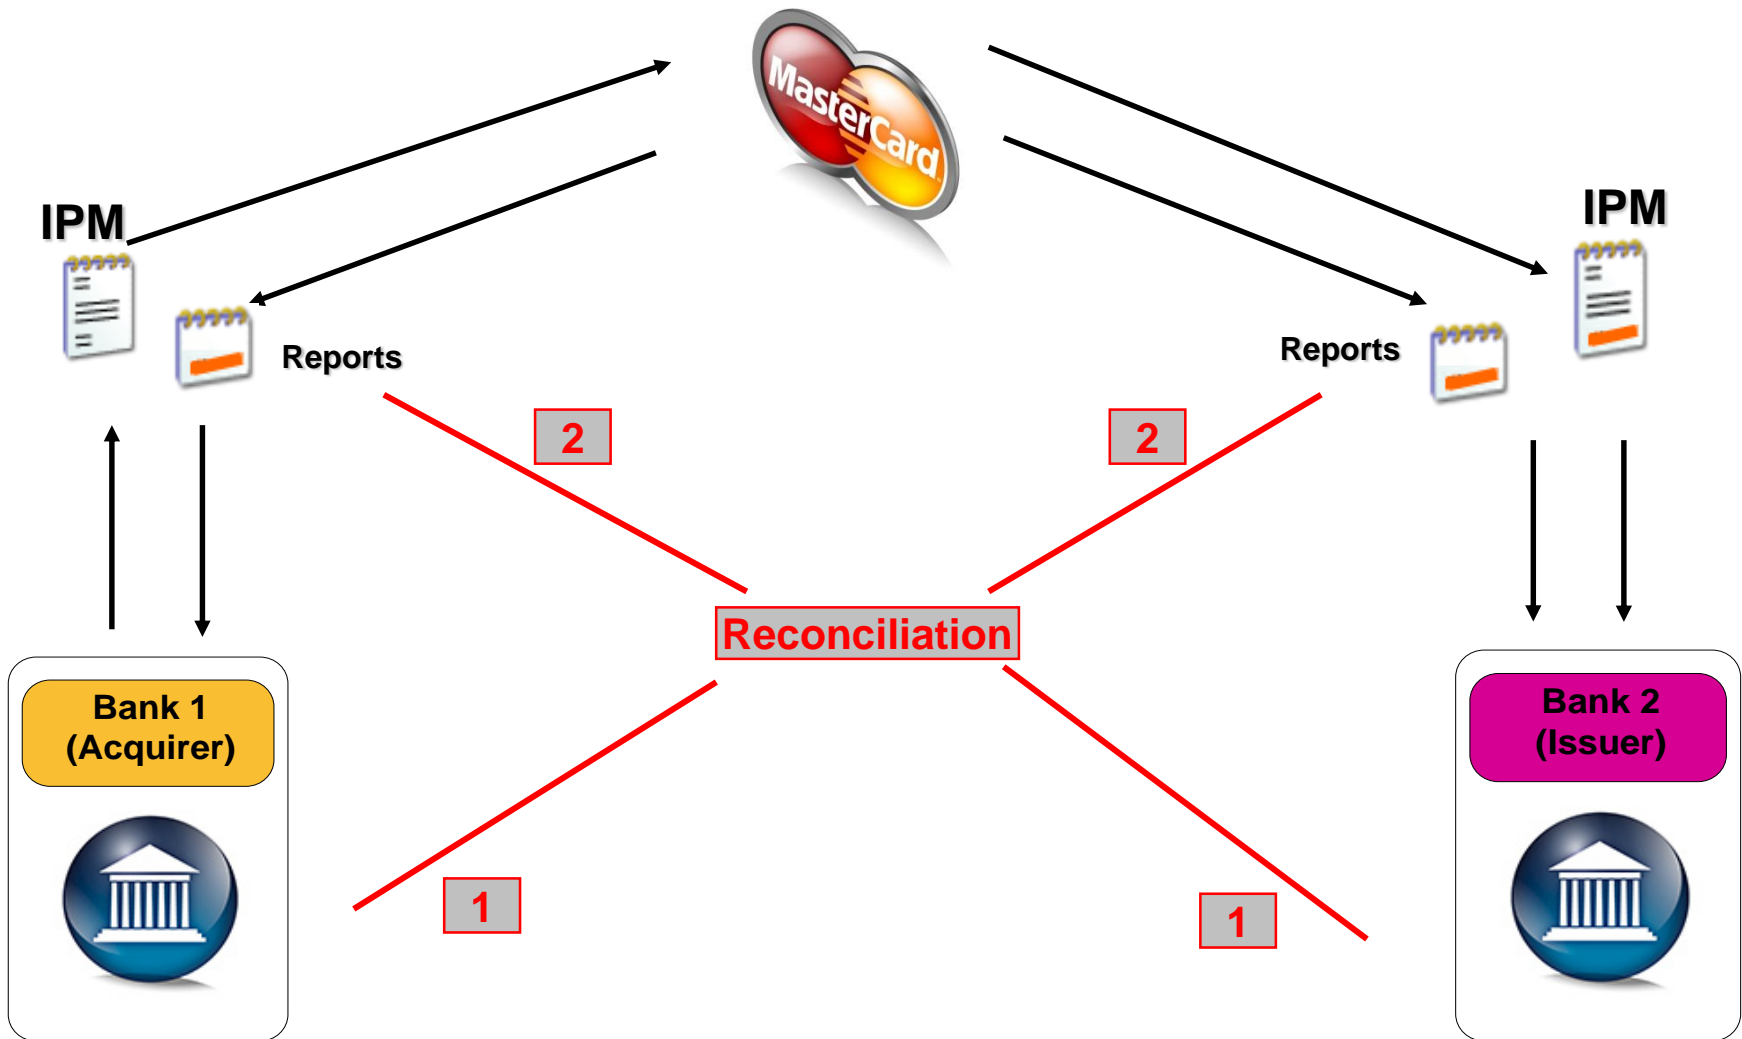 MasterCard
IPM
IPM
Reports
Reports
2
2
Reconciliation
Bank 1
(Acquirer)
Bank 2
(Issuer)
1
1